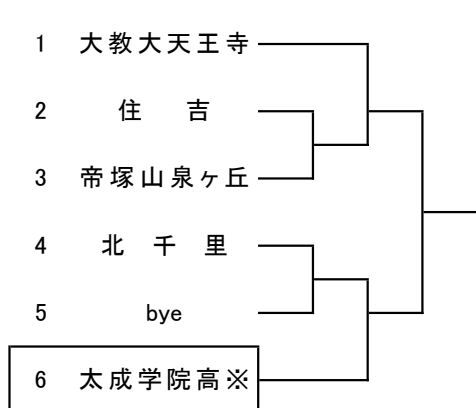 1 大教大天王寺
2 住吉
3 帝塚山泉ヶ丘
4 北千里
5 bye
6 太成学院高※